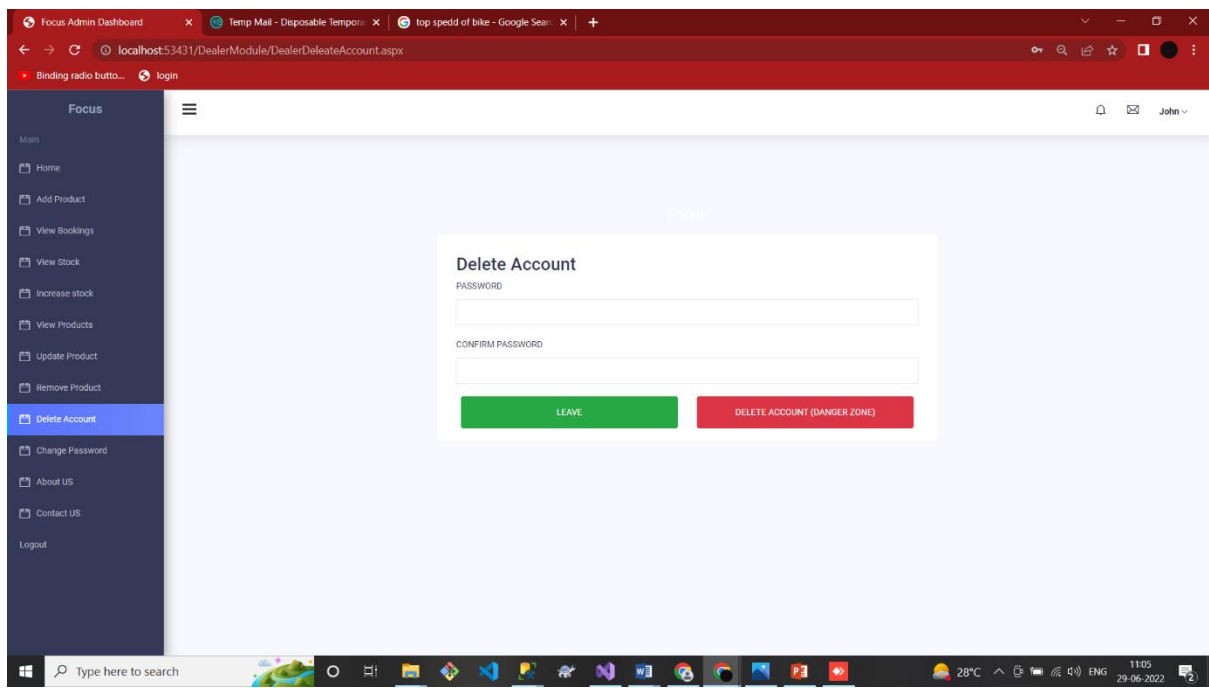 Focus Admin Dashboard
Temp Mail - Disposable Tempora
top spedd of bike - Google Searc
localhost:53431/DealerModule/DealerDeleateAccount.aspx
Binding radio butto...
login
Focus
John
Main
Home
Add Product
View Bookings
View Stock
Increase stock
View Products
Update Product
Remove Product
Delete Account
Change Password
About US
Contact US
Logout
Focus
Delete Account
PASSWORD
CONFIRM PASSWORD
LEAVE
DELETE ACCOUNT (DANGER ZONE)
Type here to search
28°C
ENG
11:05
29-06-2022
2